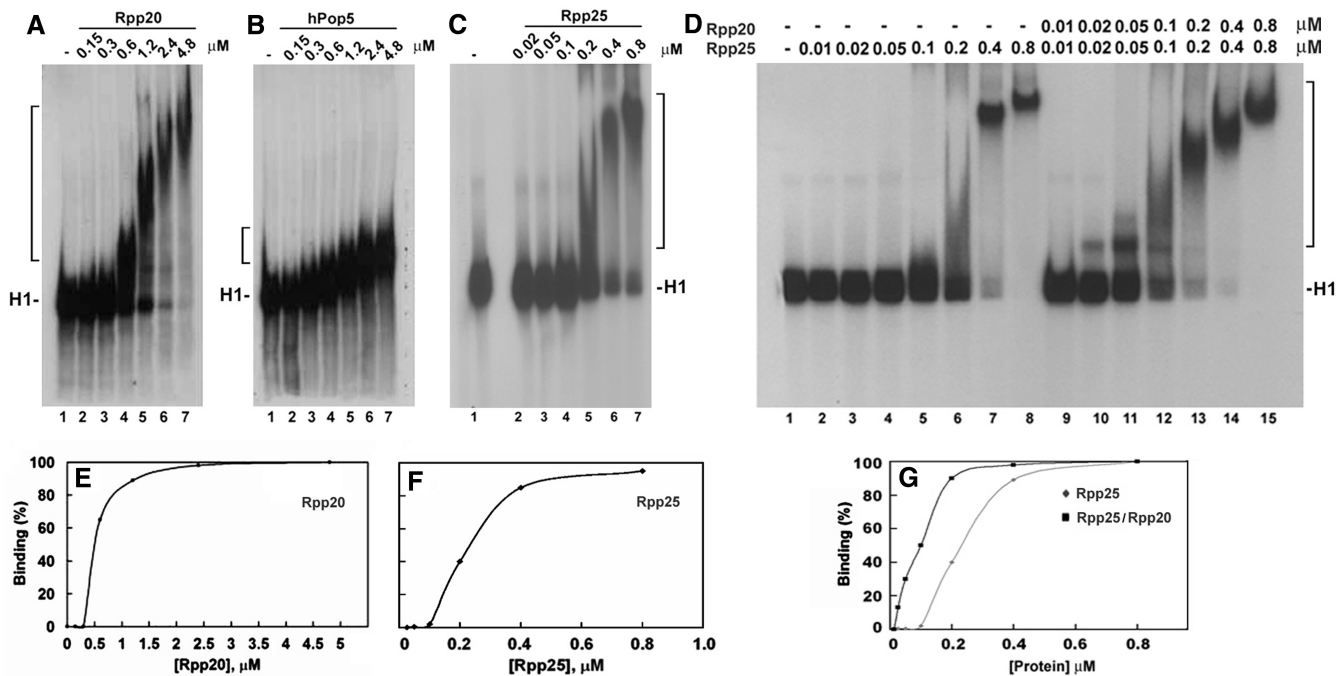 A
Rpp20
- 0.15 0.3 0.6 1.2 2.4 4.8 μM
H1-
1 2 3 4 5 6 7
B
hPop5
- 0.15 0.3 0.6 1.2 2.4 4.8 μM
H1-
1 2 3 4 5 6 7
C
Rpp25
- 0.02 0.05 0.1 0.2 0.4 0.8 μM
-H1
1 2 3 4 5 6 7
D
Rpp20 - - - - - - - - 0.01 0.02 0.05 0.1 0.2 0.4 0.8 μM
Rpp25 - 0.01 0.02 0.05 0.1 0.2 0.4 0.8 0.01 0.02 0.05 0.1 0.2 0.4 0.8 μM
-H1
1 2 3 4 5 6 7 8 9 10 11 12 13 14 15
E
Rpp20
Binding (%)
100
80
60
40
20
0
0 0.5 1 1.5 2 2.5 3 3.5 4 4.5 5
[Rpp20], μM
F
Rpp25
0 0.2 0.4 0.6 0.8 1.0
[Rpp25], μM
G
Rpp25
Rpp25/Rpp20
Binding (%)
100
80
60
40
20
0
0 0.2 0.4 0.6 0.8
[Protein] μM